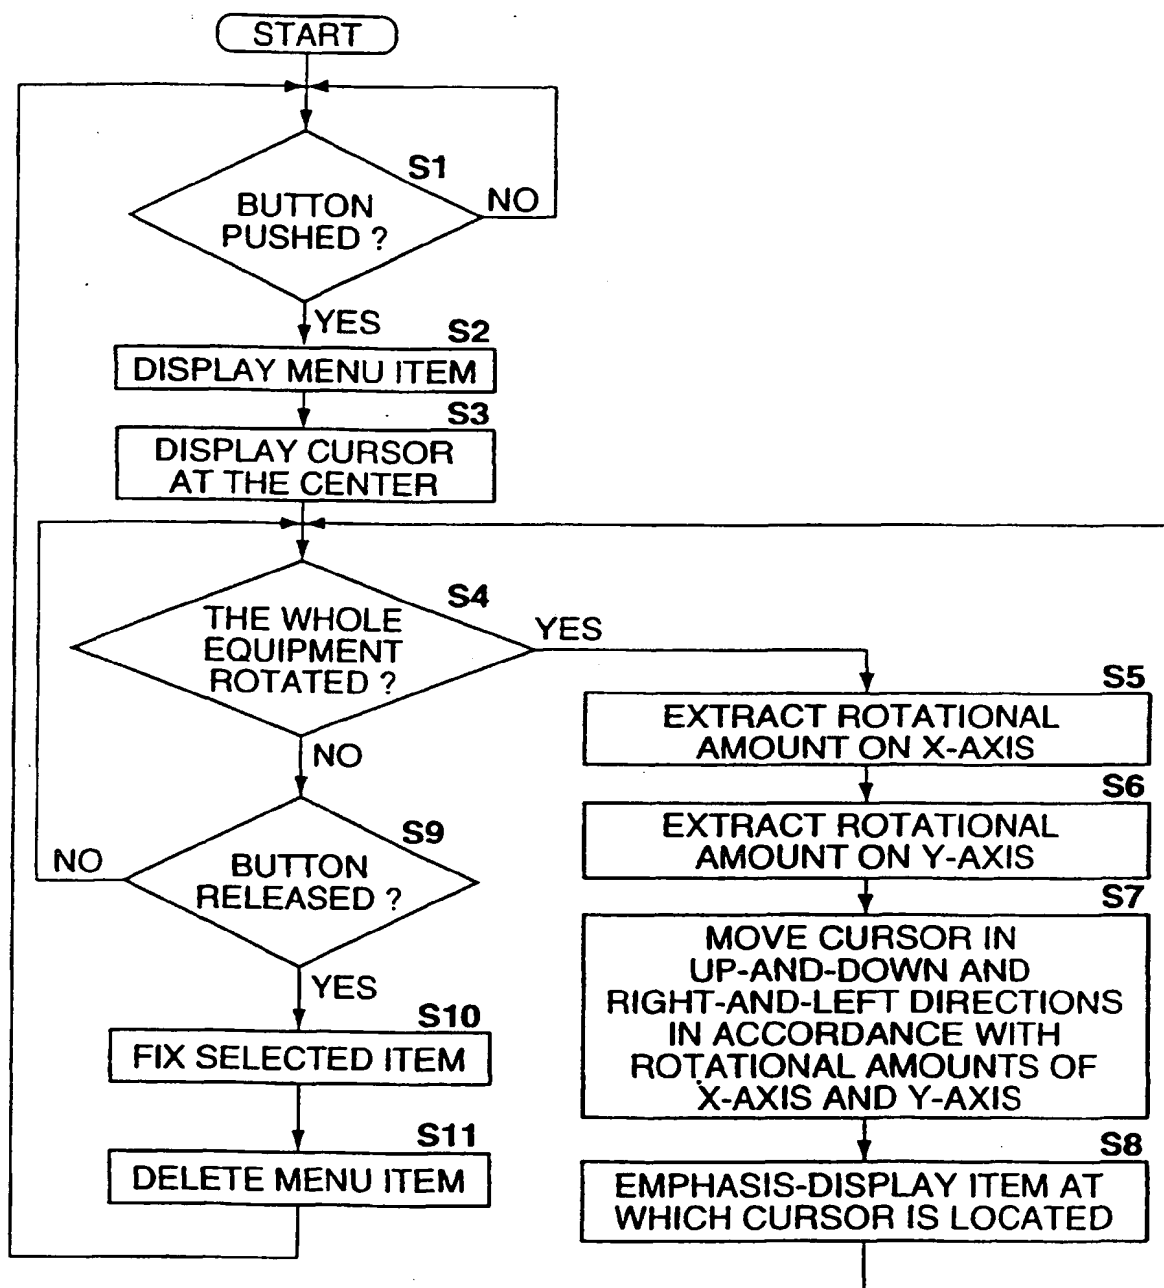 START
S1
BUTTON
PUSHED ?
NO
YES
S2
DISPLAY MENU ITEM
S3
DISPLAY CURSOR
AT THE CENTER
S4
THE WHOLE
EQUIPMENT
ROTATED ?
YES
NO
S5
EXTRACT ROTATIONAL
AMOUNT ON X-AXIS
S6
EXTRACT ROTATIONAL
AMOUNT ON Y-AXIS
S7
MOVE CURSOR IN
UP-AND-DOWN AND
RIGHT-AND-LEFT DIRECTIONS
IN ACCORDANCE WITH
ROTATIONAL AMOUNTS OF
X-AXIS AND Y-AXIS
S8
EMPHASIS-DISPLAY ITEM AT
WHICH CURSOR IS LOCATED
S9
BUTTON
RELEASED ?
NO
YES
S10
FIX SELECTED ITEM
S11
DELETE MENU ITEM